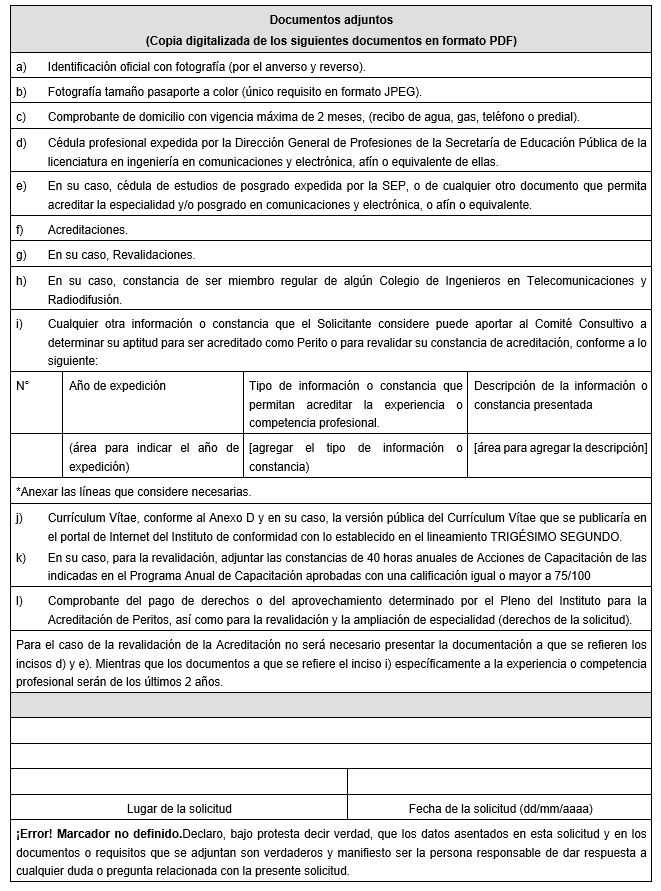 Documentos adjuntos
(Copia digitalizada de los siguientes documentos en formato PDF)
a) Identificación oficial con fotografía (por el anverso y reverso).
b) Fotografía tamaño pasaporte a color (único requisito en formato JPEG).
c) Comprobante de domicilio con vigencia máxima de 2 meses, (recibo de agua, gas, teléfono o predial).
d) Cédula profesional expedida por la Dirección General de Profesiones de la Secretaría de Educación Pública de la
licenciatura en ingeniería en comunicaciones y electrónica, afín o equivalente de ellas.
e) En su caso, cédula de estudios de posgrado expedida por la SEP, o de cualquier otro documento que permita
acreditar la especialidad y/o posgrado en comunicaciones y electrónica, o afín o equivalente.
f) Acreditaciones.
g) En su caso, Revalidaciones.
h) En su caso, constancia de ser miembro regular de algún Colegio de Ingenieros en Telecomunicaciones y
Radiodifusión.
i) Cualquier otra información o constancia que el Solicitante considere puede aportar al Comité Consultivo a
determinar su aptitud para ser acreditado como Perito o para revalidar su constancia de acreditación, conforme a lo
siguiente:
N° Año de expedición Tipo de información o constancia que Descripción de la información o
permitan acreditar la experiencia o constancia presentada
competencia profesional.
(área para indicar el año de [agregar el tipo de información o [área para agregar la descripción]
expedición) constancia)
*Anexar las líneas que considere necesarias.
j) Currículum Vítae, conforme al Anexo D y en su caso, la versión pública del Currículum Vítae que se publicaría en
el portal de Internet del Instituto de conformidad con lo establecido en el lineamiento TRIGÉSIMO SEGUNDO.
k) En su caso, para la revalidación, adjuntar las constancias de 40 horas anuales de Acciones de Capacitación de las
indicadas en el Programa Anual de Capacitación aprobadas con una calificación igual o mayor a 75/100
l) Comprobante del pago de derechos o del aprovechamiento determinado por el Pleno del Instituto para la
Acreditación de Peritos, así como para la revalidación y la ampliación de especialidad (derechos de la solicitud).
Para el caso de la revalidación de la Acreditación no será necesario presentar la documentación a que se refieren los
incisos d) y e). Mientras que los documentos a que se refiere el inciso i) específicamente a la experiencia o competencia
profesional serán de los últimos 2 años.
Lugar de la solicitud Fecha de la solicitud (dd/mm/aaaa)
¡Error! Marcador no definido.Declaro, bajo protesta decir verdad, que los datos asentados en esta solicitud y en los
documentos o requisitos que se adjuntan son verdaderos y manifiesto ser la persona responsable de dar respuesta a
cualquier duda o pregunta relacionada con la presente solicitud.